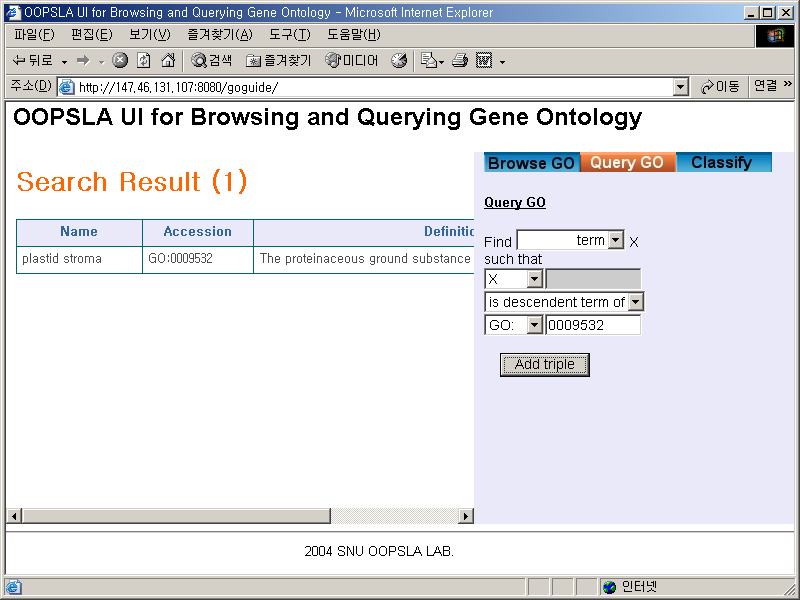 OOPSLA UI for Browsing and Querying Gene Ontology - Microsoft Internet Explorer
파일(F) 편집(E) 보기(V) 즐겨찾기(A) 도구(T) 도움말(H)
뒤로 검색 즐겨찾기 미디어
주소(D) http://147.46.131.107:8080/goguide/ 이동 연결 »
OOPSLA UI for Browsing and Querying Gene Ontology
Browse GO Query GO Classify
Search Result (1)
Query GO
Name Accession Definitio
plastid stroma GO:0009532 The proteinaceous ground substance
Find term X
such that
X
is descendent term of
GO: 0009532
Add triple
2004 SNU OOPSLA LAB.
인터넷